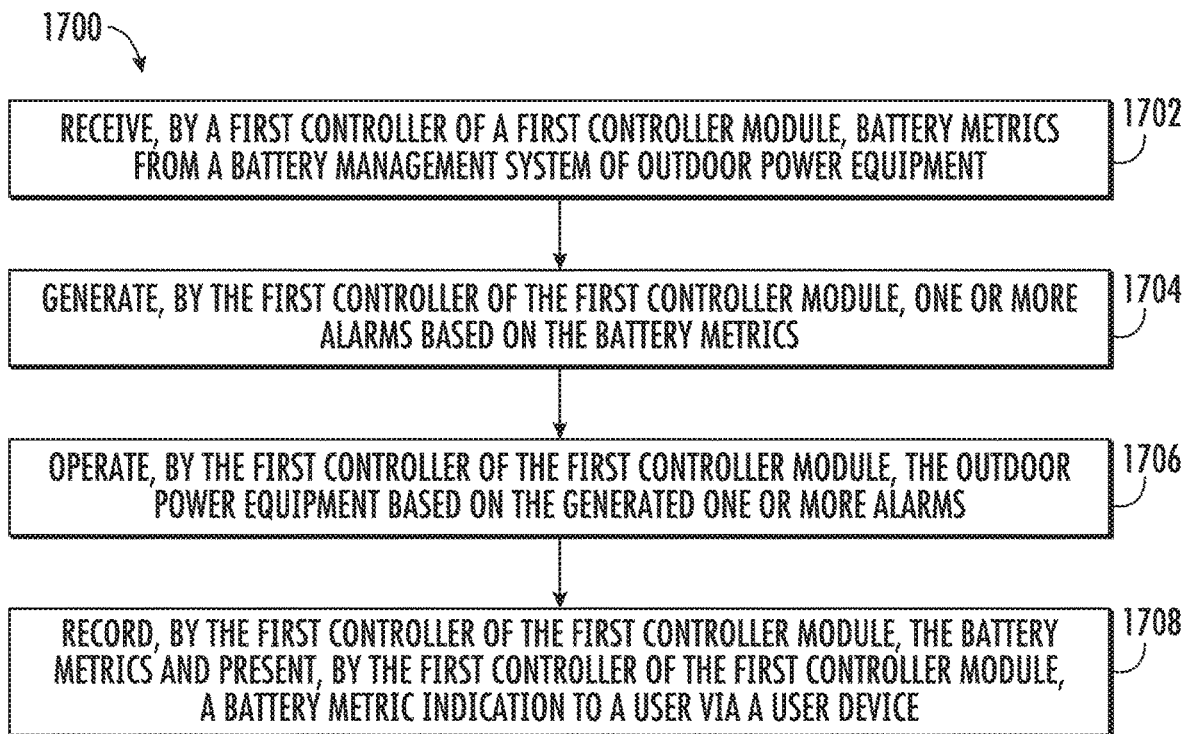 1700
RECEIVE, BY A FIRST CONTROLLER OF A FIRST CONTROLLER MODULE, BATTERY METRICS
FROM A BATTERY MANAGEMENT SYSTEM OF OUTDOOR POWER EQUIPMENT
1702
GENERATE, BY THE FIRST CONTROLLER OF THE FIRST CONTROLLER MODULE, ONE OR MORE
ALARMS BASED ON THE BATTERY METRICS
1704
OPERATE, BY THE FIRST CONTROLLER OF THE FIRST CONTROLLER MODULE, THE OUTDOOR
POWER EQUIPMENT BASED ON THE GENERATED ONE OR MORE ALARMS
1706
RECORD, BY THE FIRST CONTROLLER OF THE FIRST CONTROLLER MODULE, THE BATTERY
METRICS AND PRESENT, BY THE FIRST CONTROLLER OF THE FIRST CONTROLLER MODULE,
A BATTERY METRIC INDICATION TO A USER VIA A USER DEVICE
1708